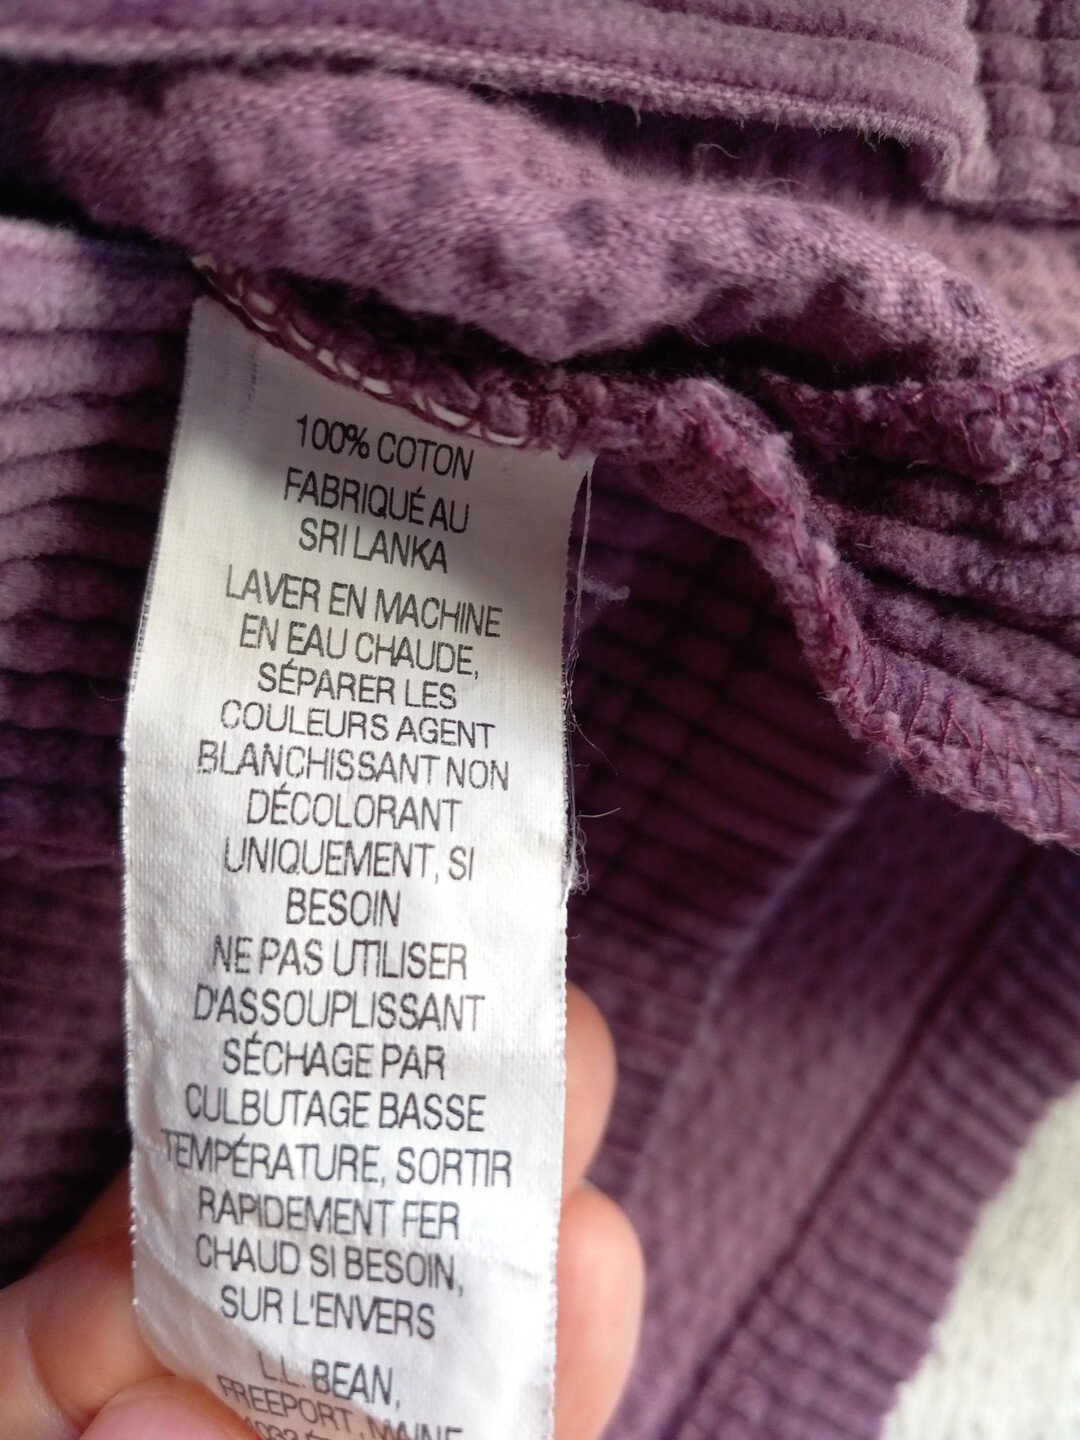 100% COTON
FABRIQUÉ AU
SRI LANKA
LAVER EN MACHINE
EN EAU CHAUDE,
SÉPARER LES
COULEURS AGENT
BLANCHISSANT NON
DÉCOLORANT
UNIQUEMENT, SI
BESOIN
NE PAS UTILISER
D'ASSOUPLISSANT
SÉCHAGE PAR
CULBUTAGE BASSE
TEMPÉRATURE, SORTIR
RAPIDEMENT FER
CHAUD SI BESOIN,
SUR L'ENVERS
L.L. BEAN,
FREEPORT, MAINE